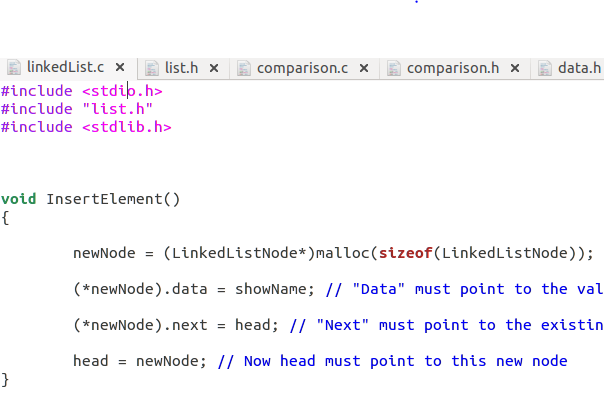 linkedList.c × list.h × comparison.c × comparison.h × data.h
#include <stdio.h>
#include "list.h"
#include <stdlib.h>
void InsertElement()
{
newNode = (LinkedListNode*)malloc(sizeof(LinkedListNode));
(*newNode).data = showName; // "Data" must point to the val
(*newNode).next = head; // "Next" must point to the existin
head = newNode; // Now head must point to this new node
}